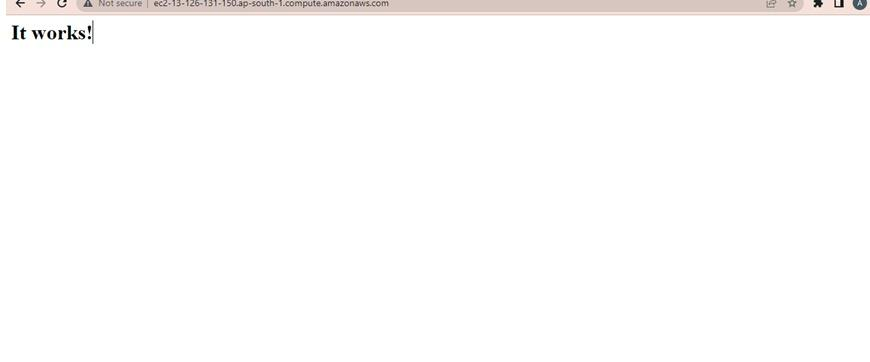 Not secure | ec2-13-126-131-150.ap-south-1.compute.amazonaws.com
A
It works!